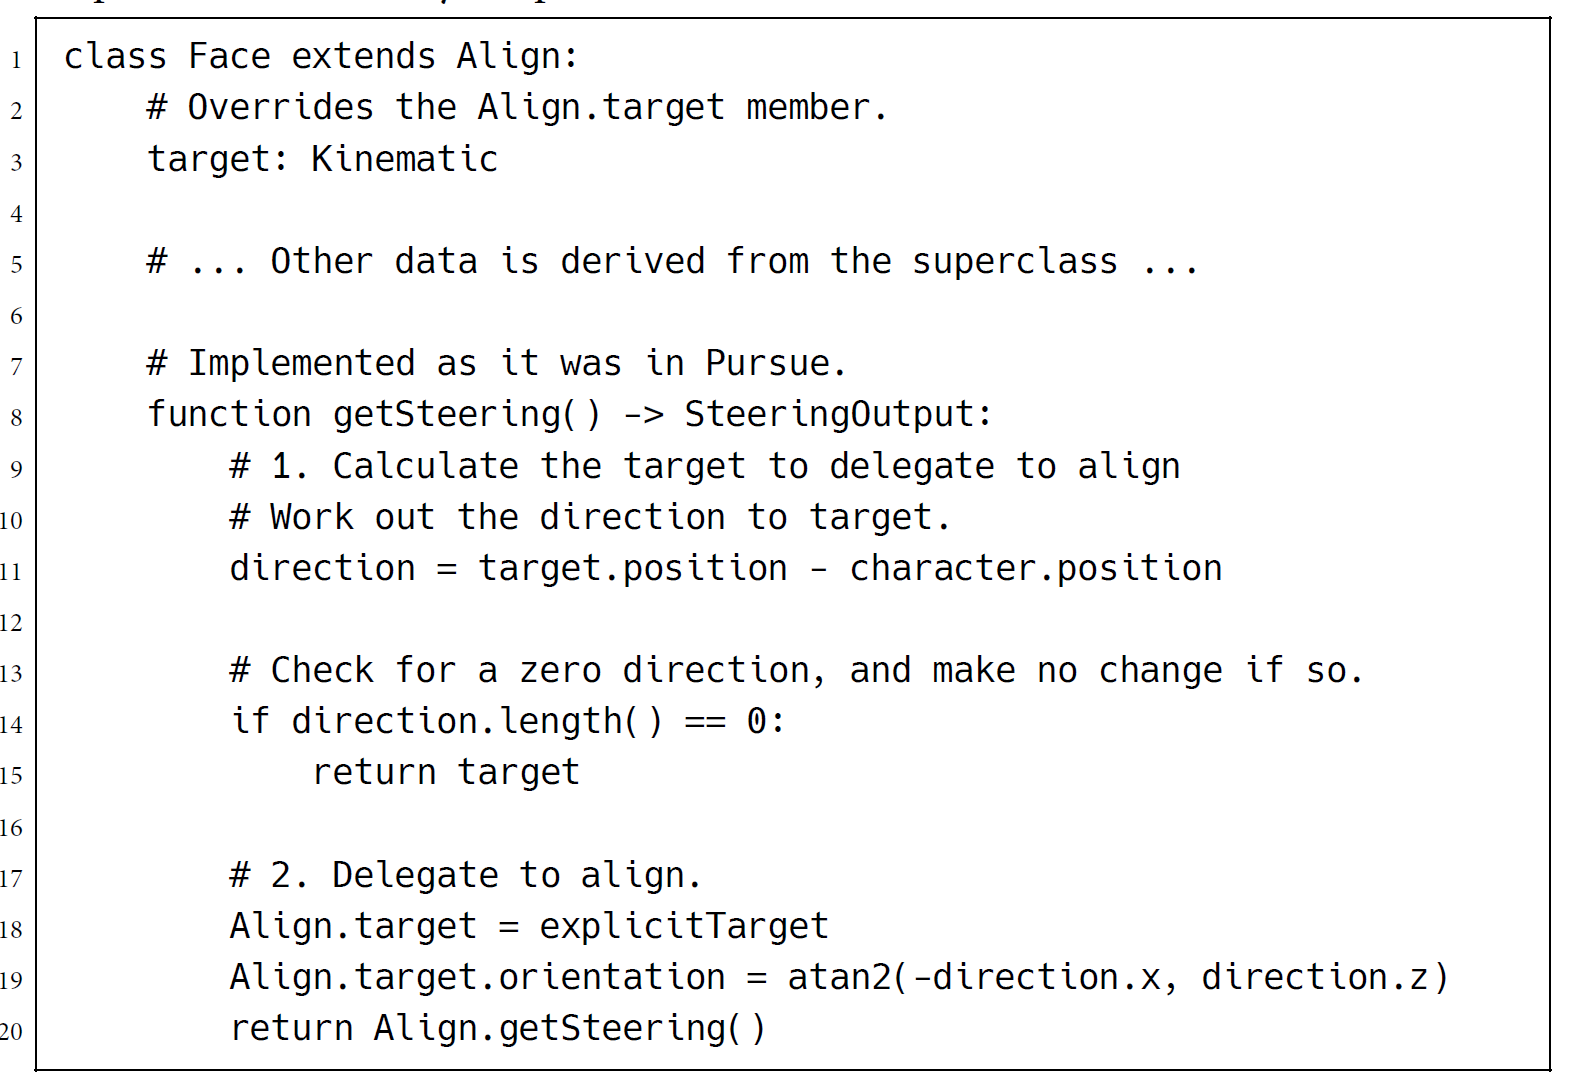 1 class Face extends Align:
2     # Overrides the Align.target member.
3     target: Kinematic
4
5     # ... Other data is derived from the superclass ...
6
7     # Implemented as it was in Pursue.
8     function getSteering() -> SteeringOutput:
9         # 1. Calculate the target to delegate to align
10         # Work out the direction to target.
11         direction = target.position - character.position
12
13         # Check for a zero direction, and make no change if so.
14         if direction.length() == 0:
15             return target
16
17         # 2. Delegate to align.
18         Align.target = explicitTarget
19         Align.target.orientation = atan2(-direction.x, direction.z)
20         return Align.getSteering()